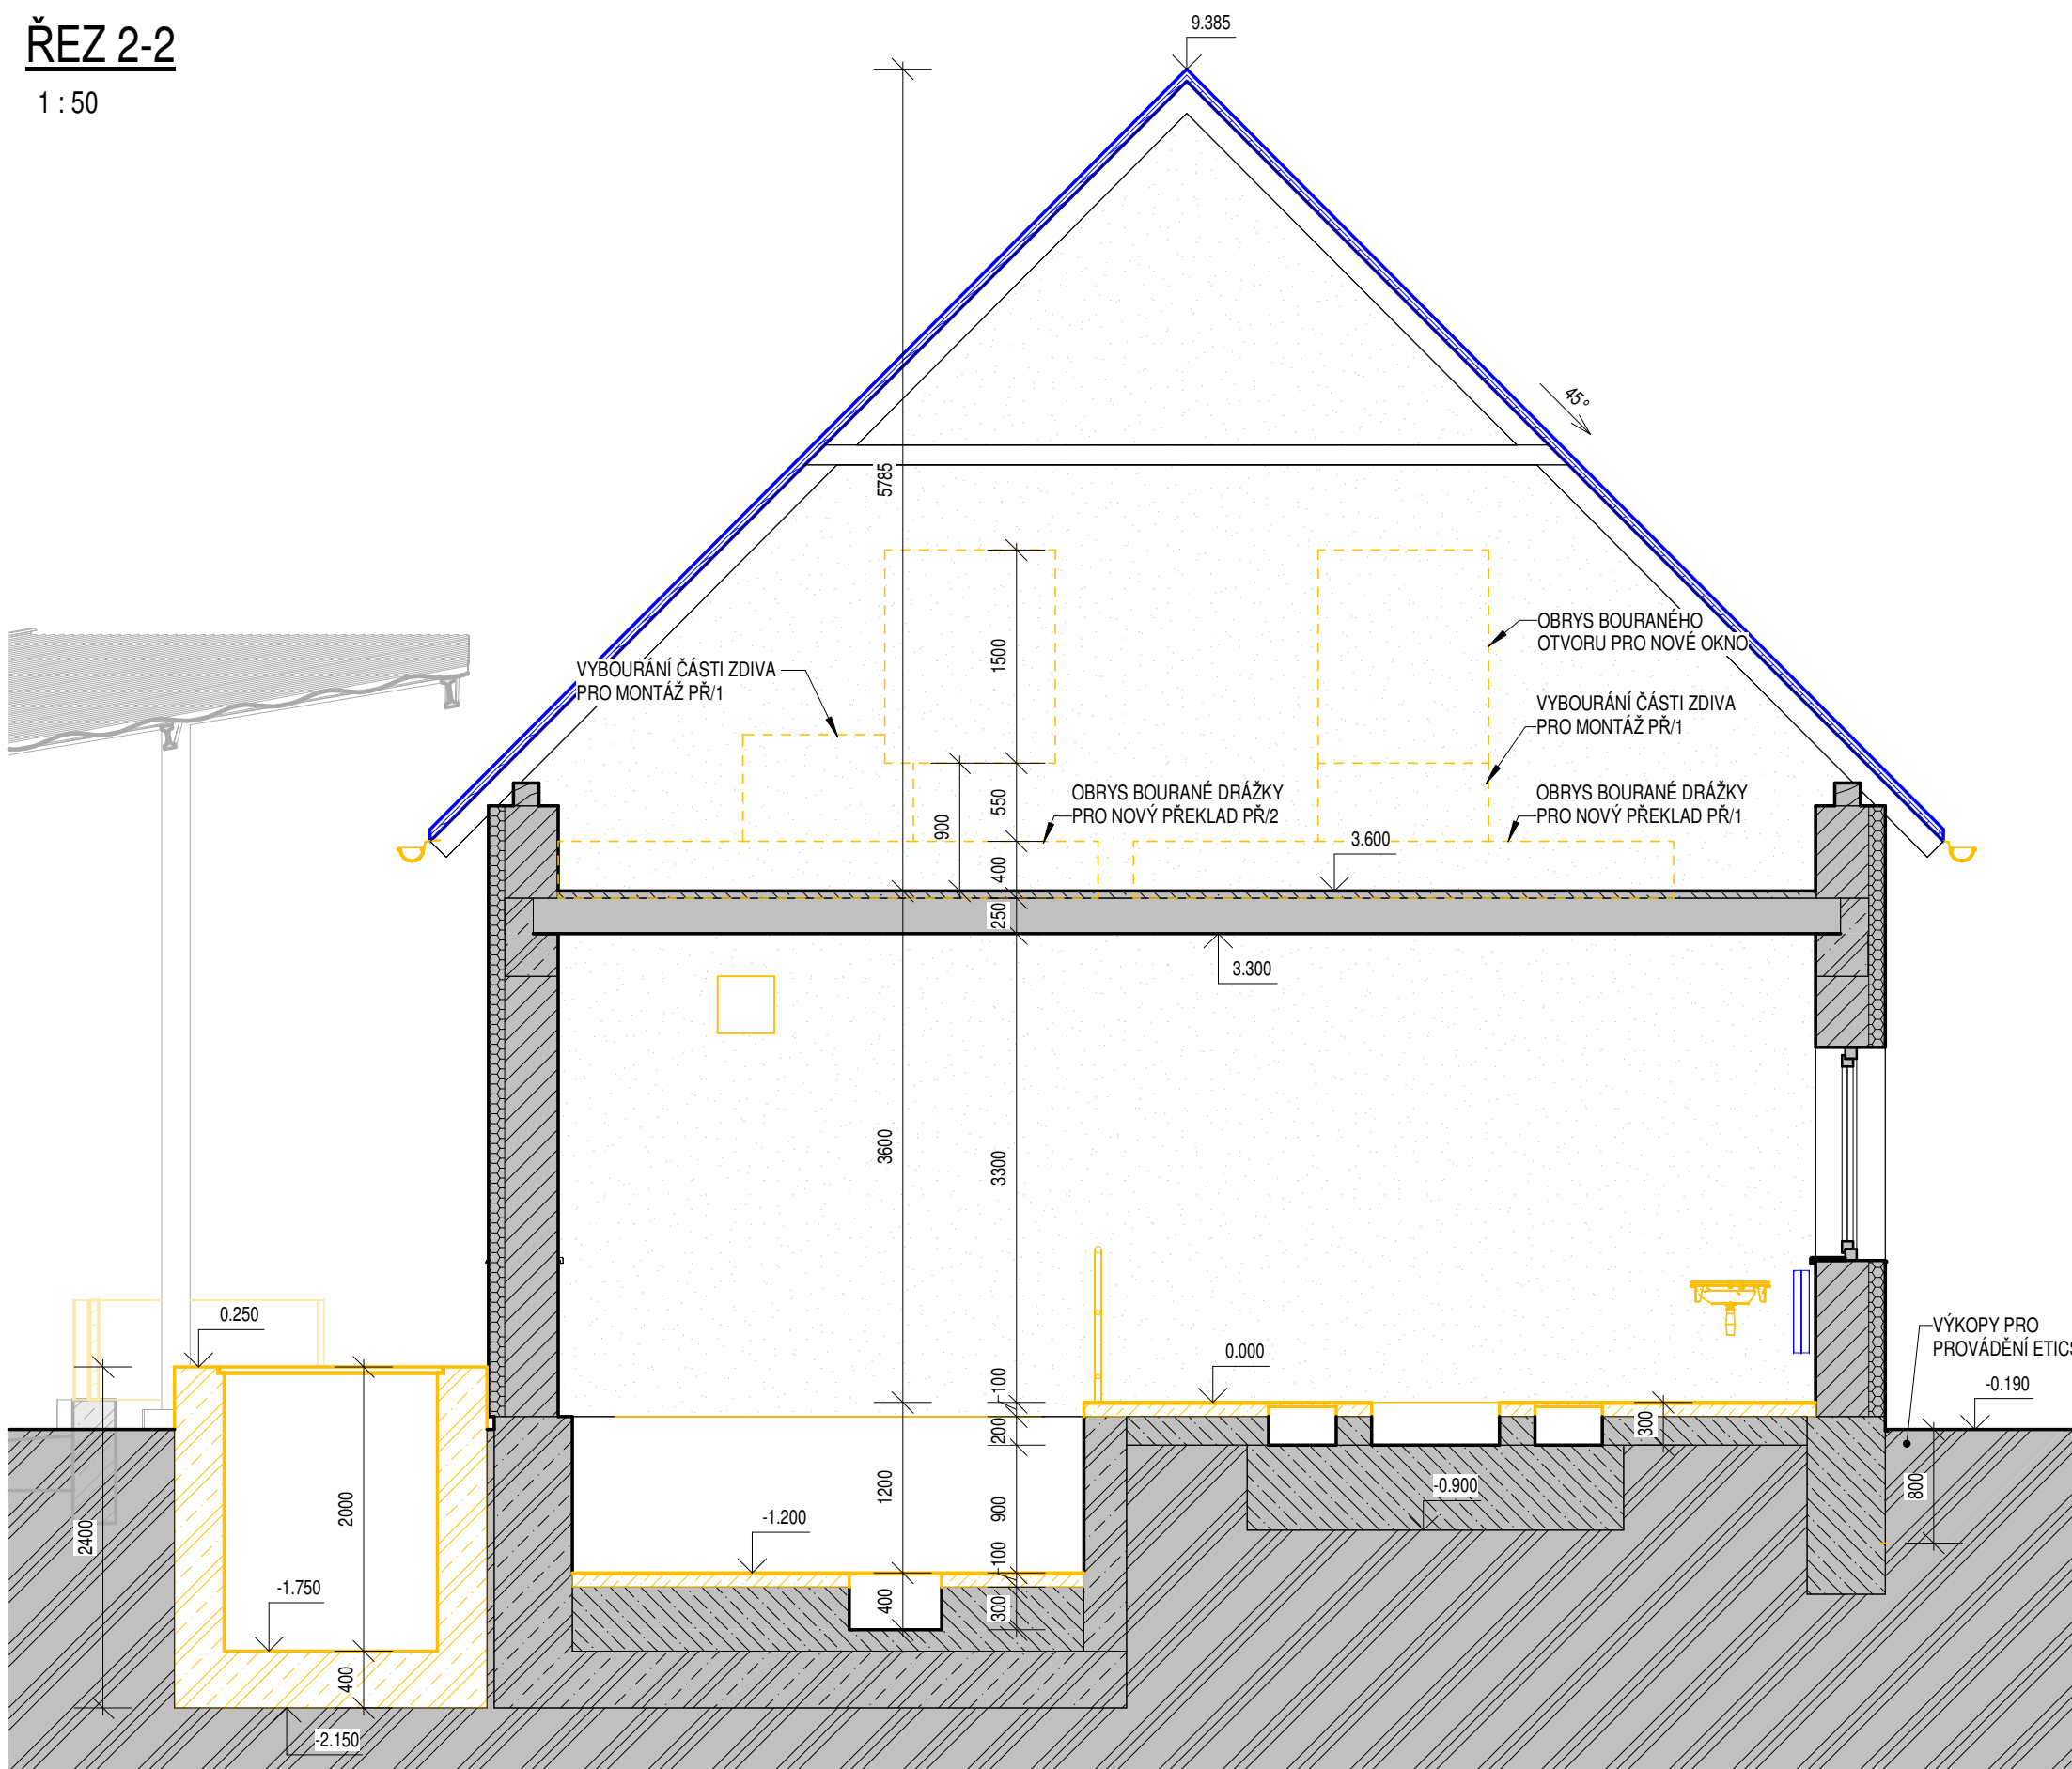 ŘEZ 2-2
1 : 50
9.385
45°
5785
1500
OBRYS BOURANÉHO
OTVORU PRO NOVÉ OKNO
VYBOURÁNÍ ČÁSTI ZDIVA
PRO MONTÁŽ PŘ/1
VYBOURÁNÍ ČÁSTI ZDIVA
PRO MONTÁŽ PŘ/1
OBRYS BOURANÉ DRÁŽKY
PRO NOVÝ PŘEKLAD PŘ/2
OBRYS BOURANÉ DRÁŽKY
PRO NOVÝ PŘEKLAD PŘ/1
550
900
400
3.600
250
3.300
3600
3300
0.250
0.000
VÝKOPY PRO
PROVÁDĚNÍ ETICS
-0.190
100
200
300
800
2400
2000
1200
900
-0.900
-1.200
100
-1.750
400
300
400
-2.150